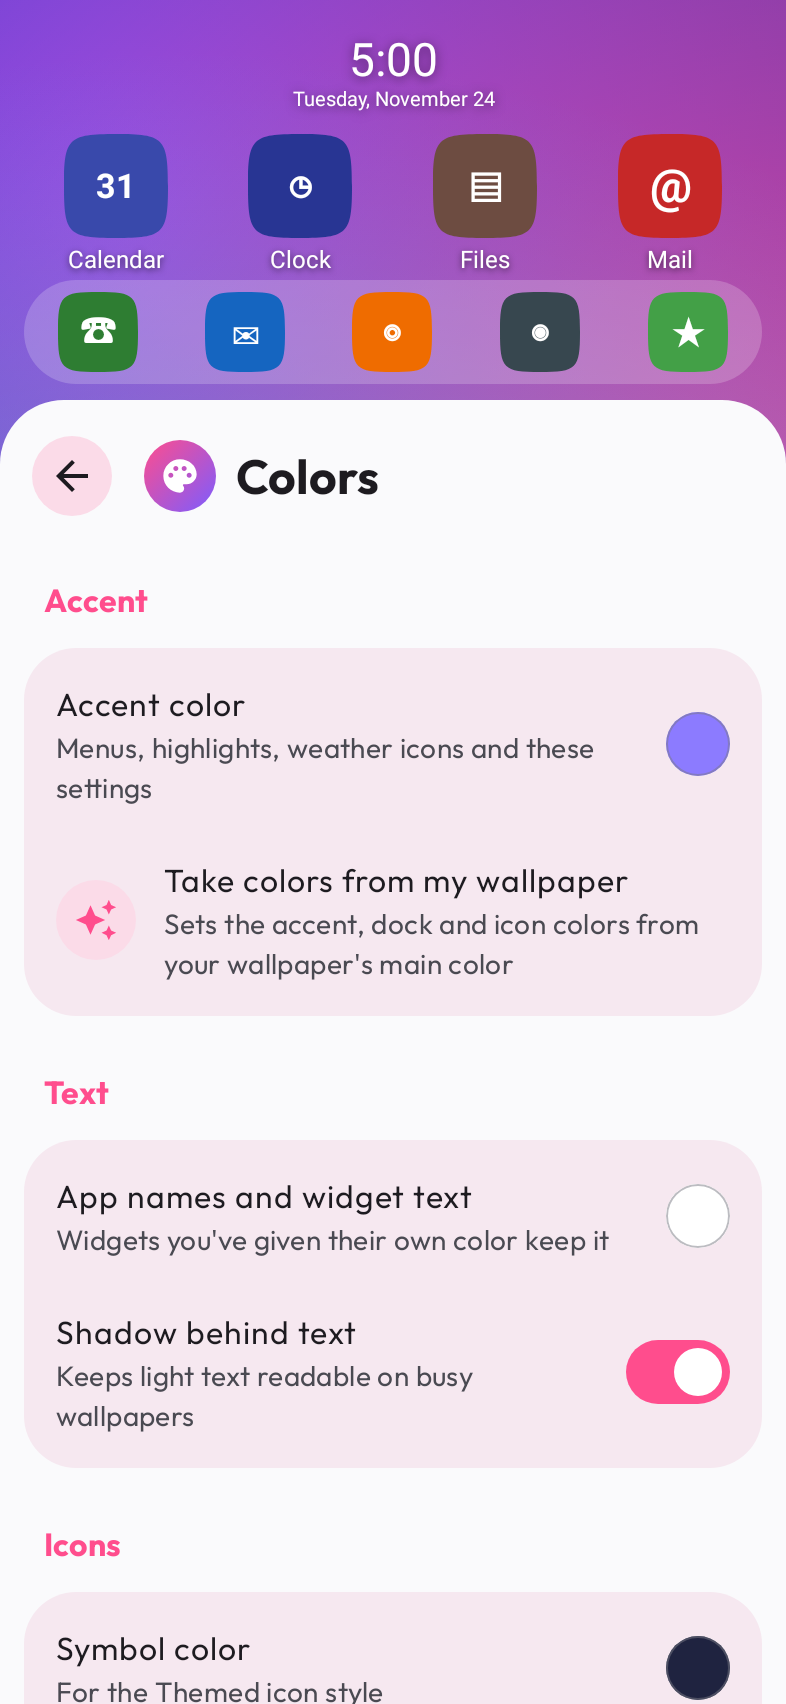 5:00
Tuesday, November 24
31
@
Calendar
Clock
Files
Mail
Colors
Accent
Accent color
Menus, highlights, weather icons and these
settings
Take colors from my wallpaper
Sets the accent, dock and icon colors from
your wallpaper's main color
Text
App names and widget text
Widgets you've given their own color keep it
Shadow behind text
Keeps light text readable on busy
wallpapers
Icons
Symbol color
For the Themed icon style